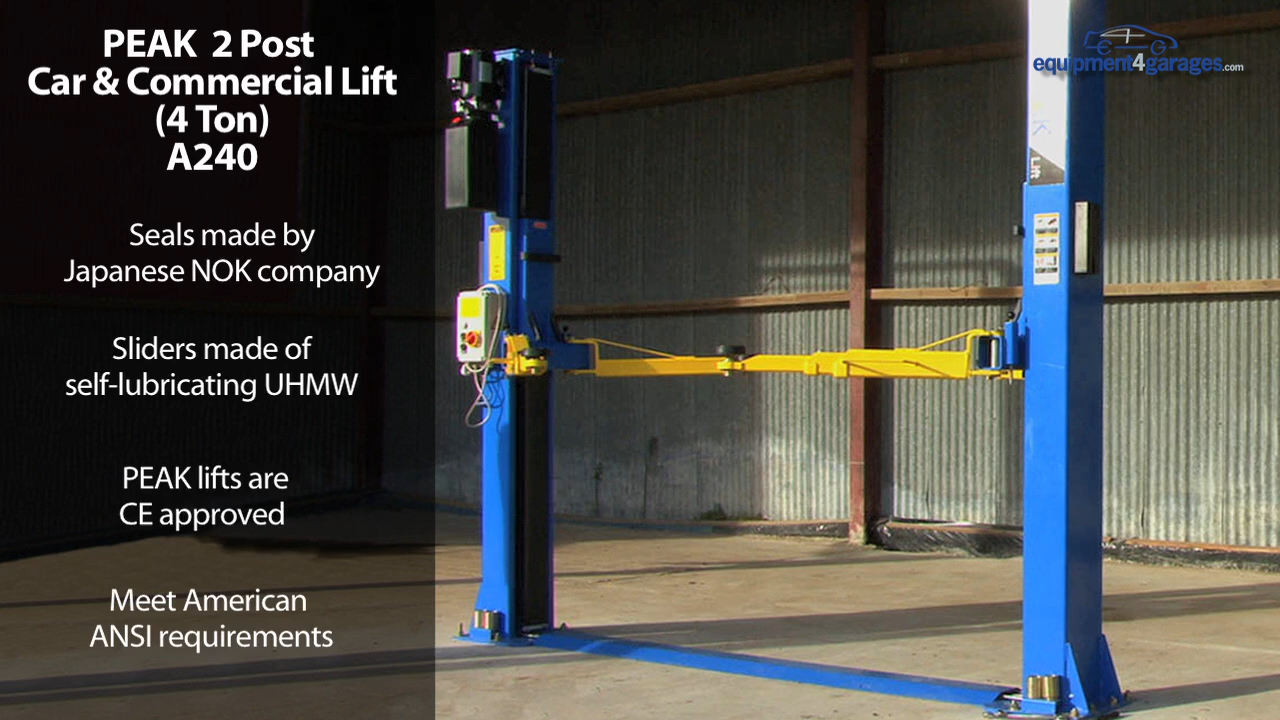 PEAK 2 Post
Car & Commercial Lift
(4 Ton)
A240
Seals made by
Japanese NOK company
Sliders made of
self-lubricating UHMW
PEAK lifts are
CE approved
Meet American
ANSI requirements
equipment4garages.com
Lift